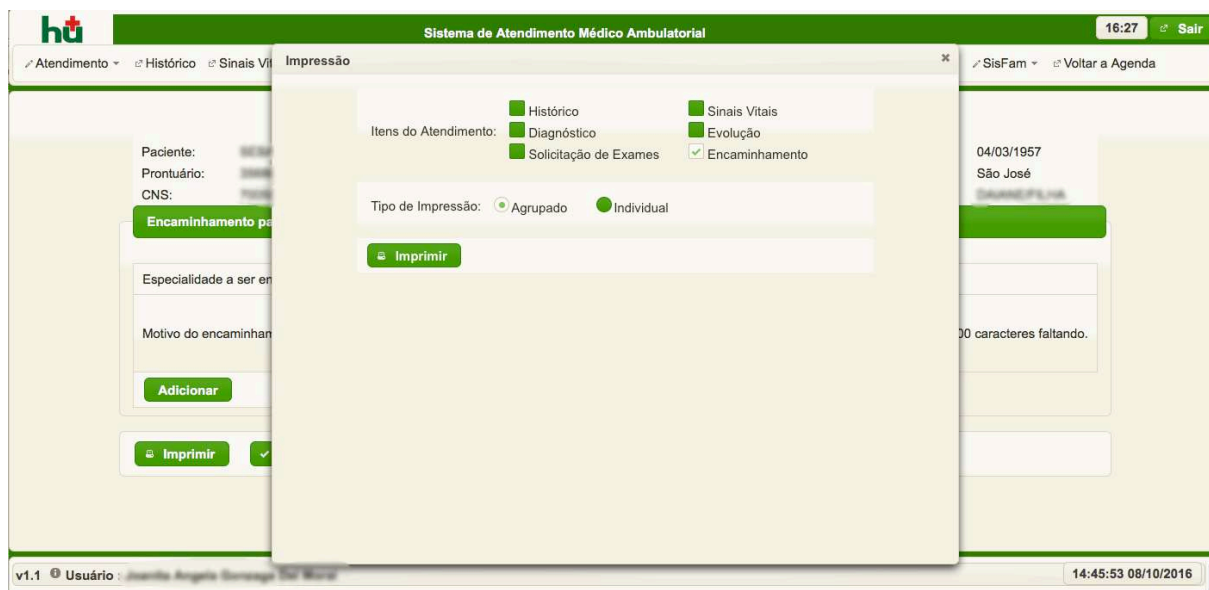 hu
Sistema de Atendimento Médico Ambulatorial
16:27
Sair
Atendimento
Histórico
Sinais Vit
SisFam
Voltar a Agenda
Impressão
Itens do Atendimento:
Histórico
Sinais Vitais
Diagnóstico
Evolução
Solicitação de Exames
Encaminhamento
Tipo de Impressão:
Agrupado
Individual
Imprimir
Paciente:
04/03/1957
Prontuário:
São José
CNS:
Encaminhamento pa
Especialidade a ser en
Motivo do encaminhan
00 caracteres faltando.
Adicionar
Imprimir
v1.1
Usuário :
14:45:53 08/10/2016